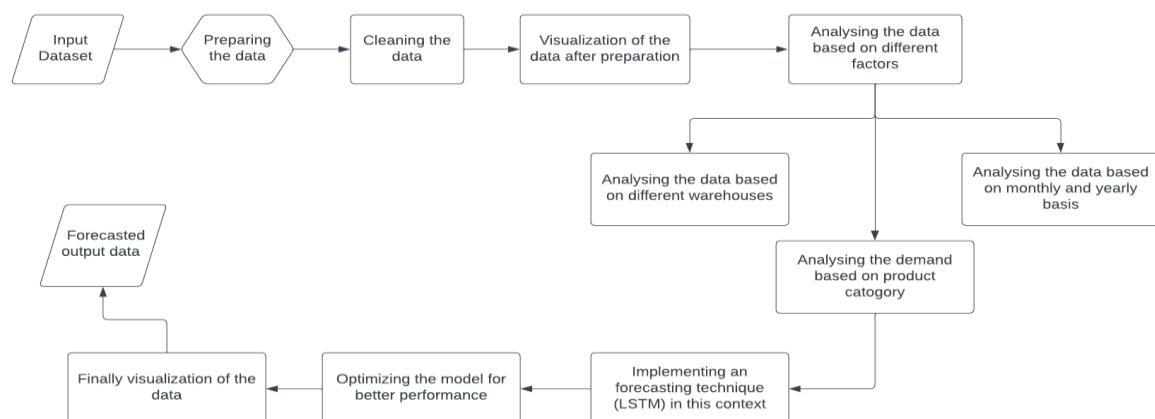 Input
Dataset
Preparing
the data
Cleaning the
data
Visualization of the
data after preparation
Analysing the data
based on different
factors
Analysing the data based
on different warehouses
Analysing the data based
on monthly and yearly
basis
Analysing the demand
based on product
catogory
Implementing an
forecasting technique
(LSTM) in this context
Optimizing the model for
better performance
Finally visualization of the
data
Forecasted
output data